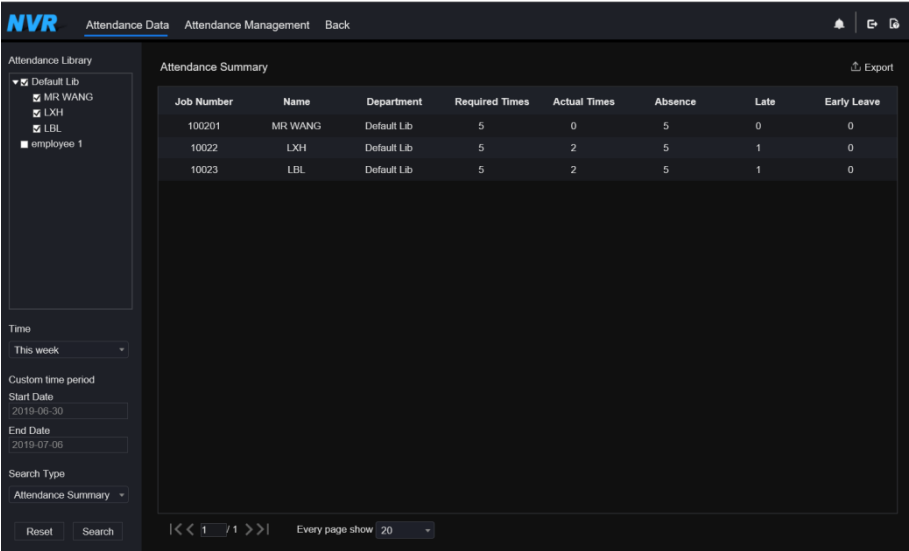 NVR Attendance Data Attendance Management Back
Attendance Library
Default Lib
MR WANG
LXH
LBL
employee 1
Time
This week
Custom time period
Start Date
2019-06-30
End Date
2019-07-06
Search Type
Attendance Summary
Reset Search
Attendance Summary Export
Job Number Name Department Required Times Actual Times Absence Late Early Leave
100201 MR WANG Default Lib 5 0 5 0 0
10022 LXH Default Lib 5 2 5 1 0
10023 LBL Default Lib 5 2 5 1 0
1 / 1 Every page show 20